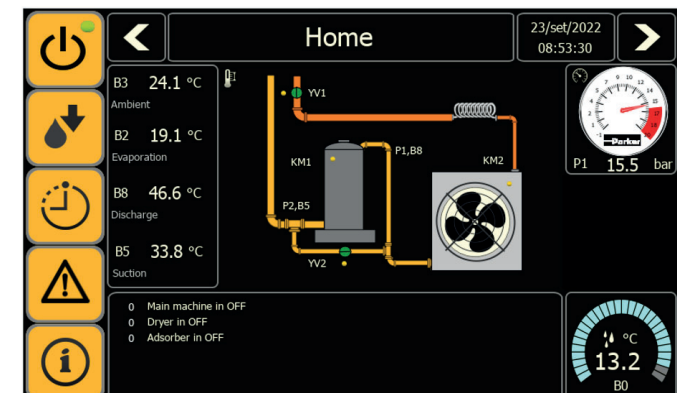 Home
23/set/2022
08:53:30
B3 24.1 °C
Ambient
B2 19.1 °C
Evaporation
B8 46.6 °C
Discharge
B5 33.8 °C
Suction
YV1
KM1
P1,B8
KM2
P2,B5
YV2
Parker
P1 15.5 bar
0 Main machine in OFF
0 Dryer in OFF
0 Adsorber in OFF
°C
13.2
B0